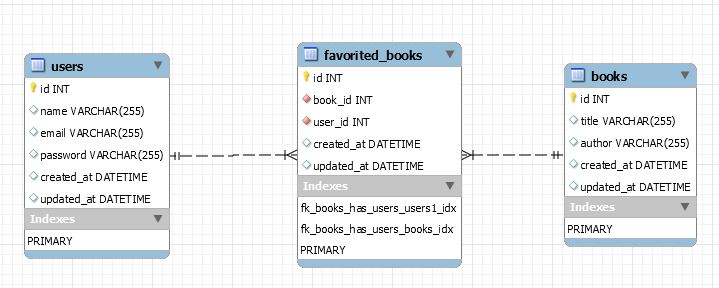 users
id INT
name VARCHAR(255)
email VARCHAR(255)
password VARCHAR(255)
created_at DATETIME
updated_at DATETIME
Indexes
PRIMARY
favorited_books
id INT
book_id INT
user_id INT
created_at DATETIME
updated_at DATETIME
Indexes
fk_books_has_users_users1_idx
fk_books_has_users_books_idx
PRIMARY
books
id INT
title VARCHAR(255)
author VARCHAR(255)
created_at DATETIME
updated_at DATETIME
Indexes
PRIMARY